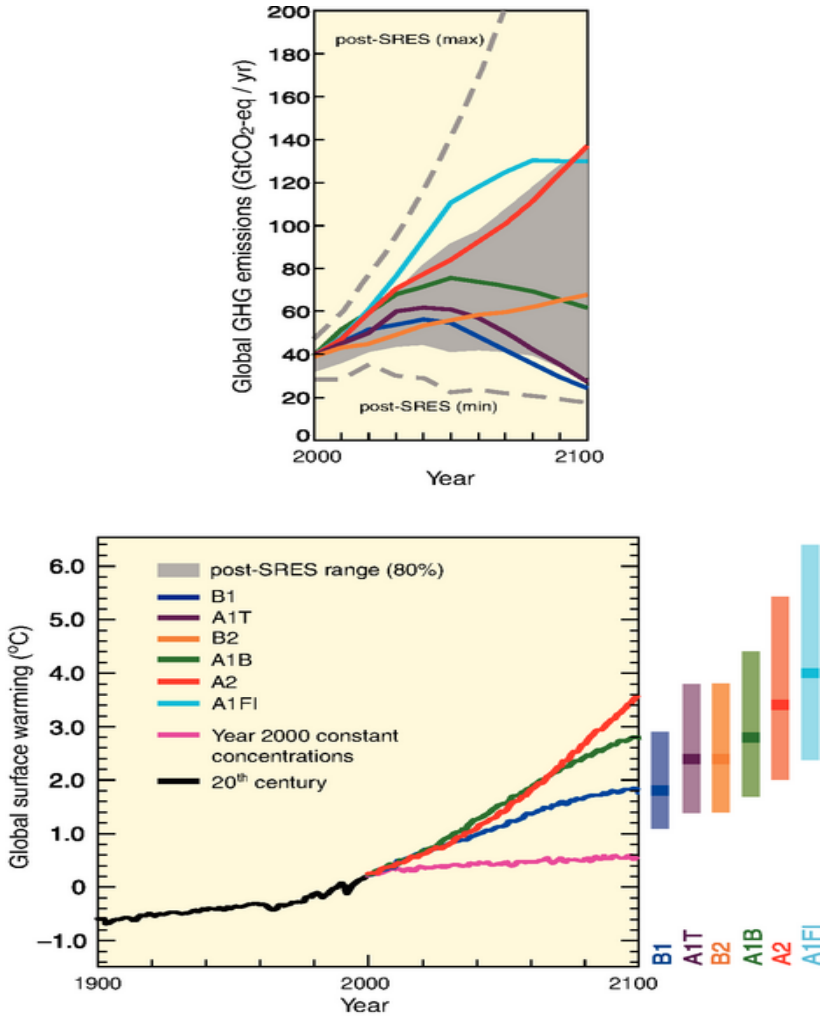 200
180
160
140
120
100
80
60
40
20
0
Global GHG emissions (GtCO₂-eq / yr)
post-SRES (max)
post-SRES (min)
2000
2100
Year
6.0
5.0
4.0
3.0
2.0
1.0
0
−1.0
Global surface warming (°C)
post-SRES range (80%)
B1
A1T
B2
A1B
A2
A1FI
Year 2000 constant
concentrations
20th century
1900
2000
2100
Year
B1
A1T
B2
A1B
A2
A1FI